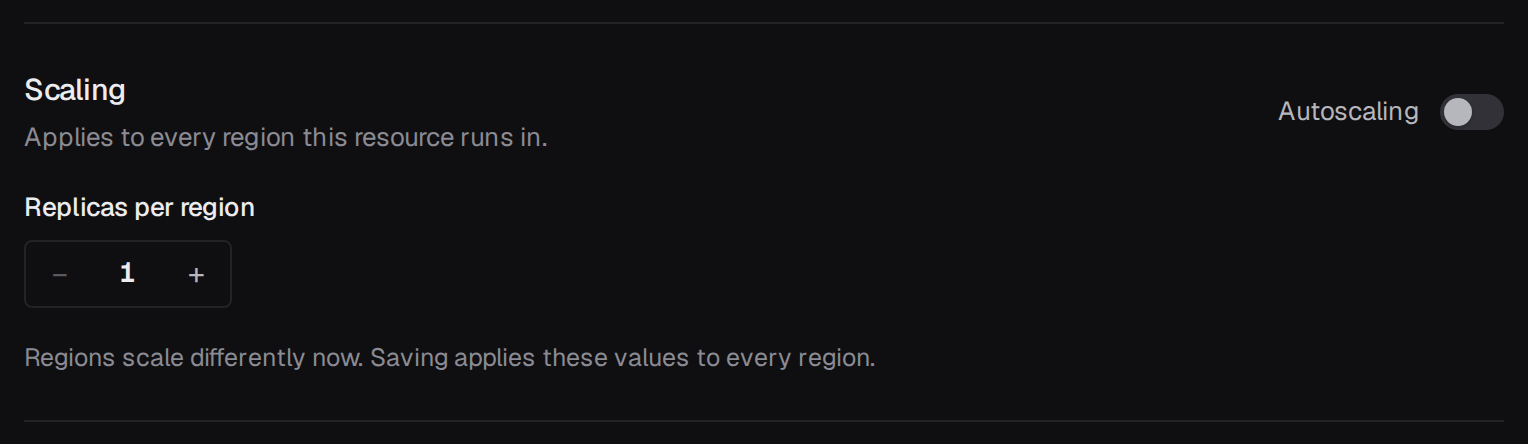 Scaling
Applies to every region this resource runs in.
Autoscaling
Replicas per region
− 1 +
Regions scale differently now. Saving applies these values to every region.